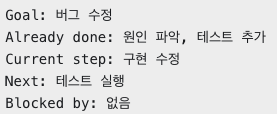 Goal: 버그 수정
Already done: 원인 파악, 테스트 추가
Current step: 구현 수정
Next: 테스트 실행
Blocked by: 없음